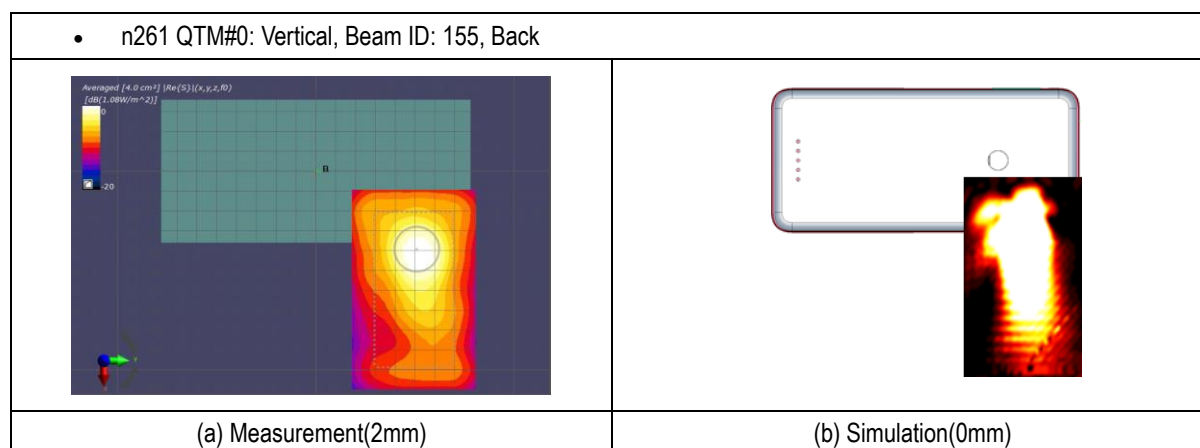 • n261 QTM#0: Vertical, Beam ID: 155, Back
Averaged [4.0 cm²] |Re{S}|(x,y,z,f0)
[dB(1.08W/m^2)]
0
-20
(a) Measurement(2mm)
(b) Simulation(0mm)